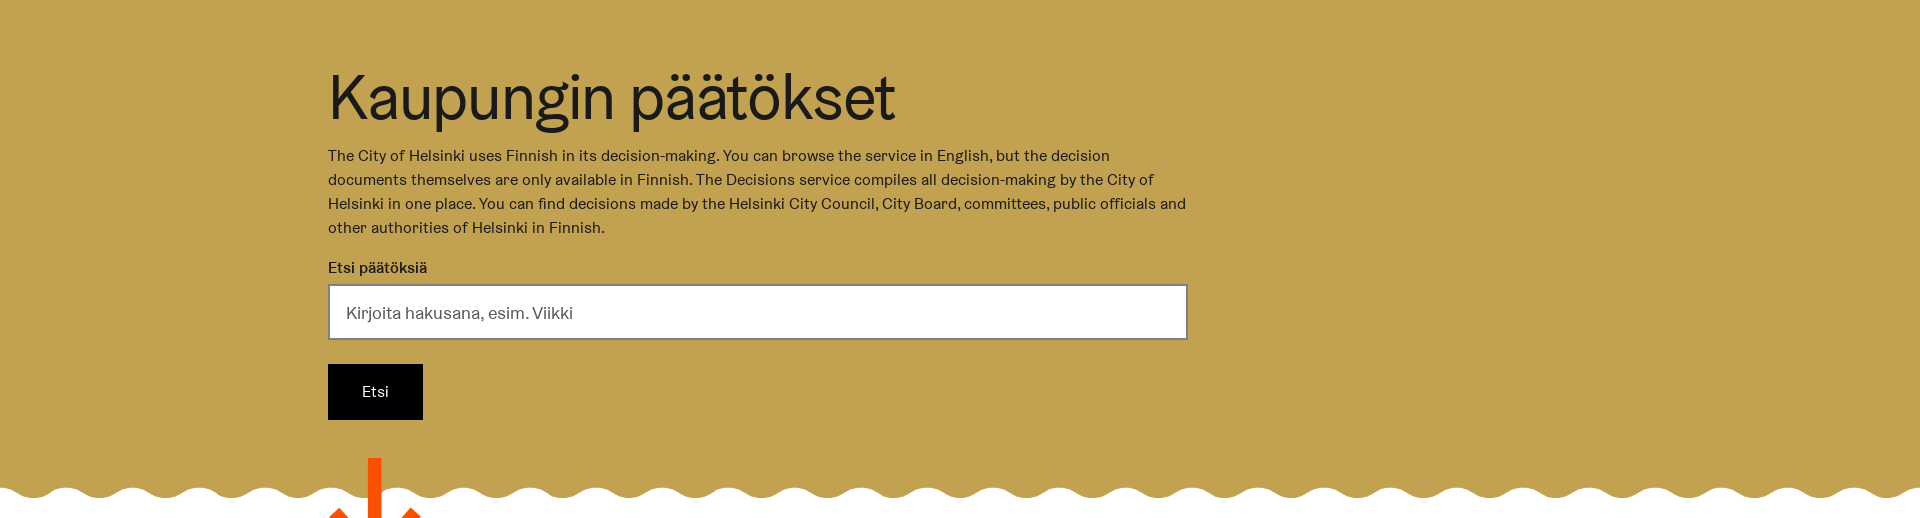 Kaupungin päätökset
The City of Helsinki uses Finnish in its decision-making. You can browse the service in English, but the decision
documents themselves are only available in Finnish. The Decisions service compiles all decision-making by the City of
Helsinki in one place. You can find decisions made by the Helsinki City Council, City Board, committees, public officials and
other authorities of Helsinki in Finnish.
Etsi päätöksiä
Kirjoita hakusana, esim. Viikki
Etsi